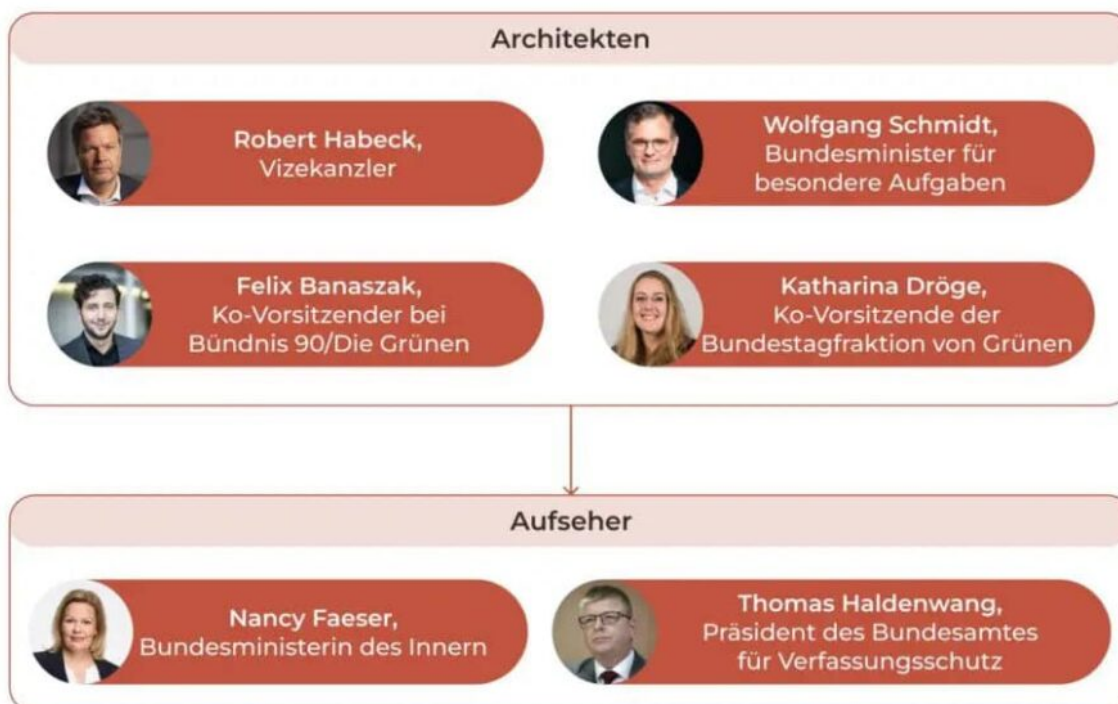 Architekten
Robert Habeck,
Vizekanzler
Wolfgang Schmidt,
Bundesminister für
besondere Aufgaben
Felix Banaszak,
Ko-Vorsitzender bei
Bündnis 90/Die Grünen
Katharina Dröge,
Ko-Vorsitzende der
Bundestagfraktion von Grünen
Aufseher
Nancy Faeser,
Bundesministerin des Innern
Thomas Haldenwang,
Präsident des Bundesamtes
für Verfassungsschutz